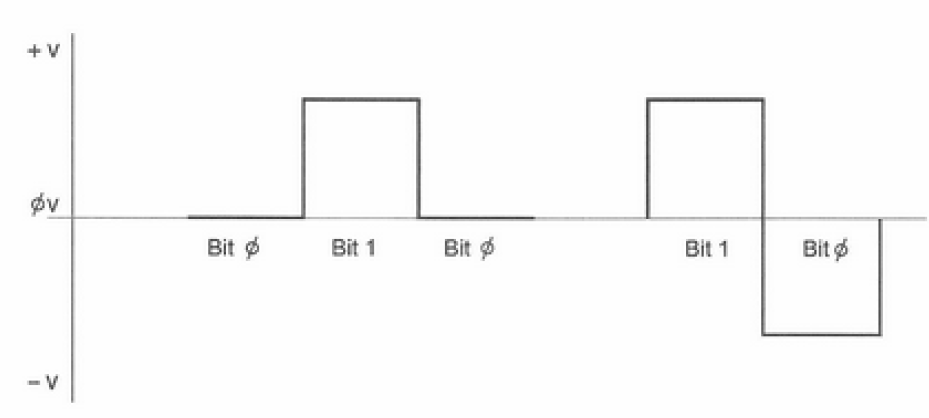 + V
ϕV
Bit ϕ Bit 1 Bit ϕ Bit 1 Bit ϕ
- V